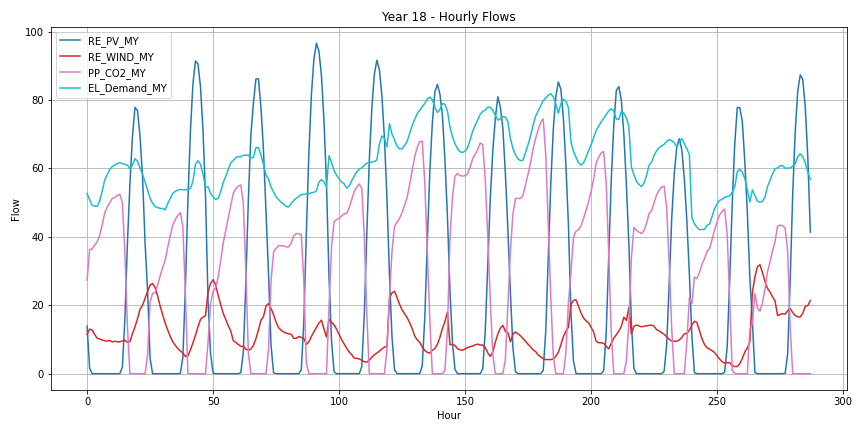 Year 18 - Hourly Flows
RE_PV_MY
RE_WIND_MY
PP_CO2_MY
EL_Demand_MY
100
80
60
40
20
0
Flow
0
50
100
150
200
250
300
Hour